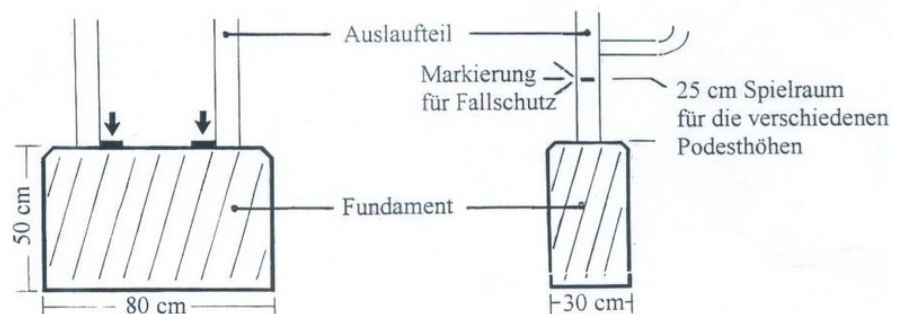 Auslaufteil
Markierung
für Fallschutz
25 cm Spielraum
für die verschiedenen
Podesthöhen
50 cm
Fundament
80 cm
30 cm